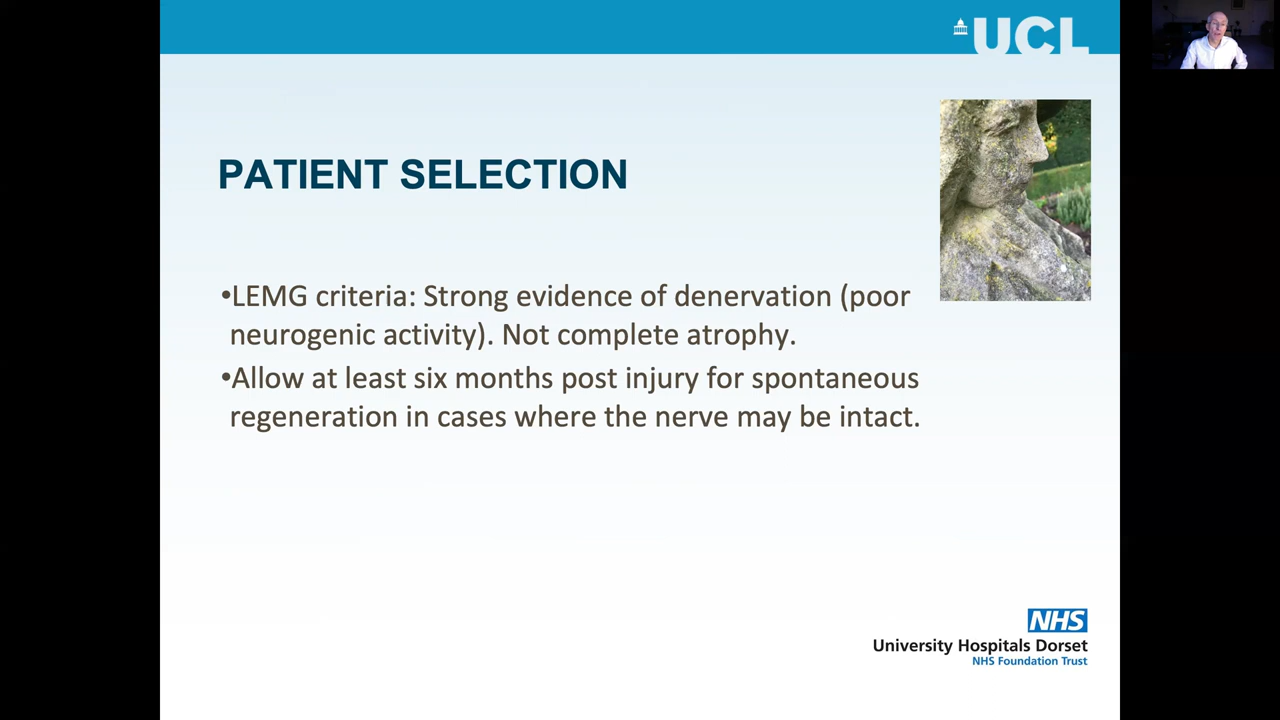 UCL
PATIENT SELECTION
•LEMG criteria: Strong evidence of denervation (poor
neurogenic activity). Not complete atrophy.
•Allow at least six months post injury for spontaneous
regeneration in cases where the nerve may be intact.
NHS
University Hospitals Dorset
NHS Foundation Trust